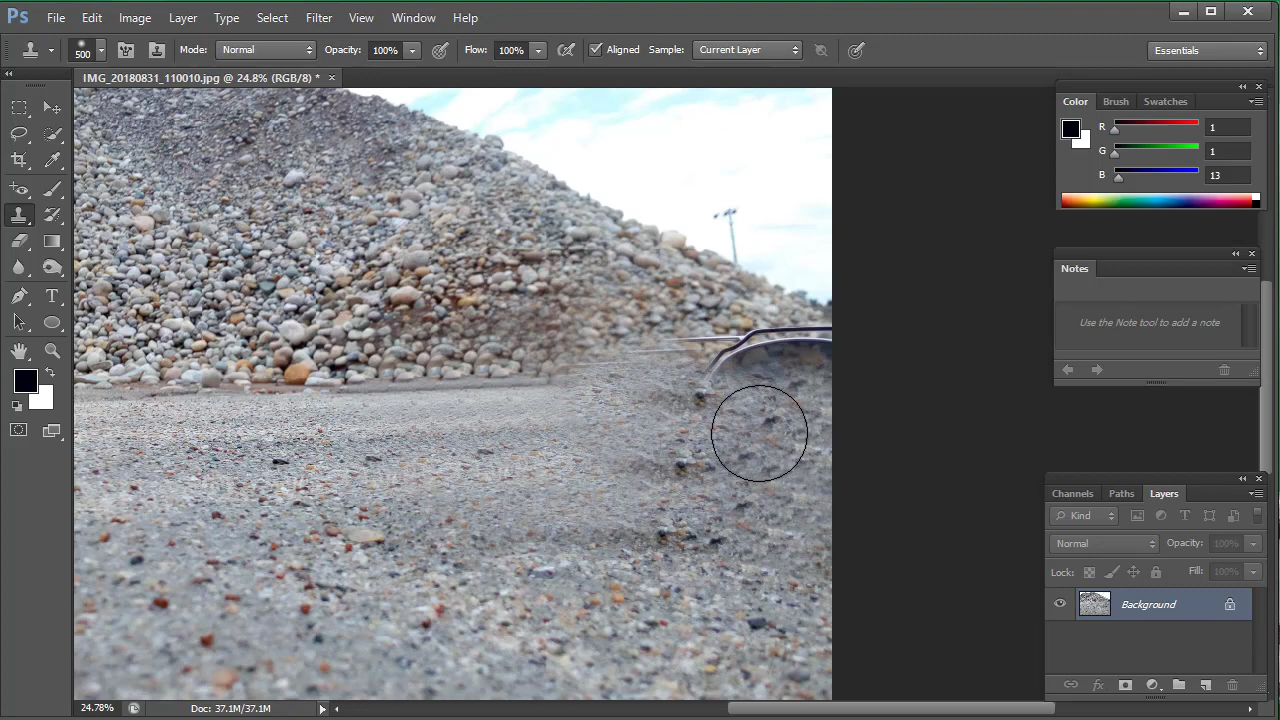 Ps File Edit Image Layer Type Select Filter View Window Help
500 Mode: Normal Opacity: 100% Flow: 100% Aligned Sample: Current Layer Essentials
IMG_20180831_110010.jpg @ 24.8% (RGB/8) * ×
Color Brush Swatches
R 1
G 1
B 13
Notes
Use the Note tool to add a note
Channels Paths Layers
Kind
Normal Opacity: 100%
Lock: Fill: 100%
Background
24.78% Doc: 37.1M/37.1M